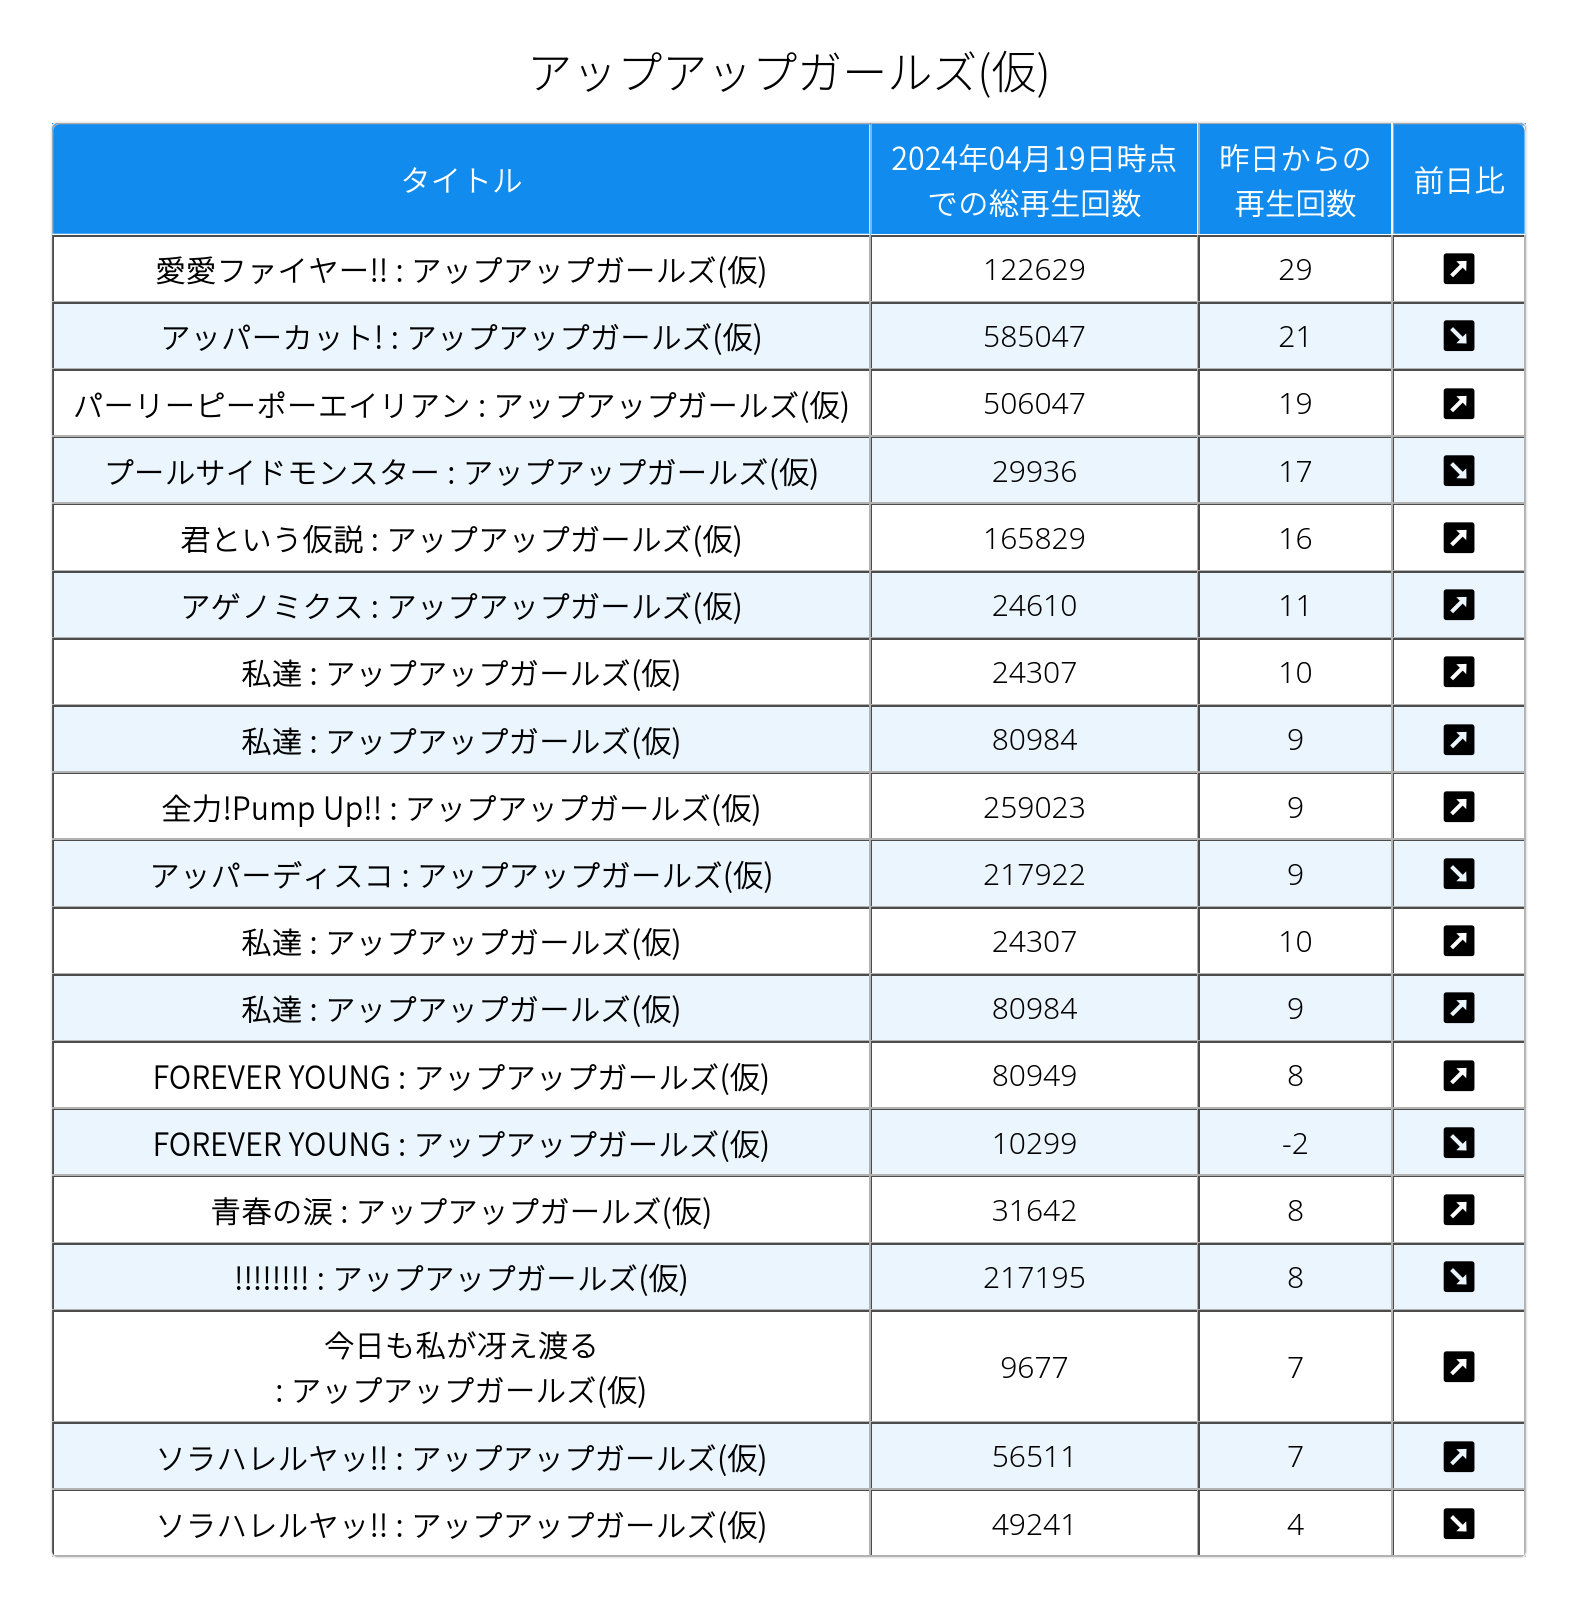 アップアップガールズ(仮)
タイトル 2024年04月19日時点 昨日からの 前日比
での総再生回数 再生回数
愛愛ファイヤー!! : アップアップガールズ(仮) 122629 29 ↗
アッパーカット! : アップアップガールズ(仮) 585047 21 ↘
パーリーピーポーエイリアン : アップアップガールズ(仮) 506047 19 ↗
プールサイドモンスター : アップアップガールズ(仮) 29936 17 ↘
君という仮説 : アップアップガールズ(仮) 165829 16 ↗
アゲノミクス : アップアップガールズ(仮) 24610 11 ↗
私達 : アップアップガールズ(仮) 24307 10 ↗
私達 : アップアップガールズ(仮) 80984 9 ↗
全力!Pump Up!! : アップアップガールズ(仮) 259023 9 ↗
アッパーディスコ : アップアップガールズ(仮) 217922 9 ↘
私達 : アップアップガールズ(仮) 24307 10 ↗
私達 : アップアップガールズ(仮) 80984 9 ↗
FOREVER YOUNG : アップアップガールズ(仮) 80949 8 ↗
FOREVER YOUNG : アップアップガールズ(仮) 10299 -2 ↘
青春の涙 : アップアップガールズ(仮) 31642 8 ↗
!!!!!!!! : アップアップガールズ(仮) 217195 8 ↘
今日も私が冴え渡る
: アップアップガールズ(仮) 9677 7 ↗
ソラハレルヤッ!! : アップアップガールズ(仮) 56511 7 ↗
ソラハレルヤッ!! : アップアップガールズ(仮) 49241 4 ↘